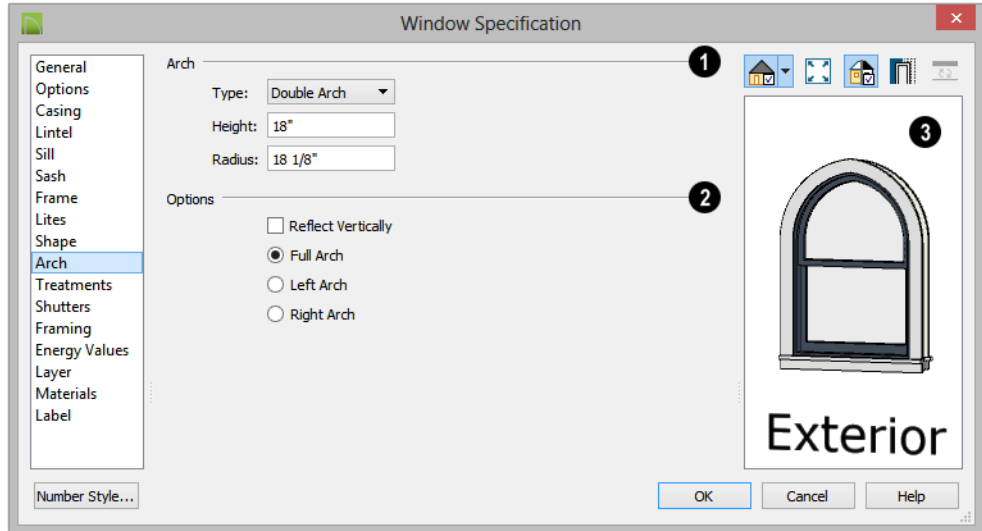 Window Specification
General
Options
Casing
Lintel
Sill
Sash
Frame
Lites
Shape
Arch
Treatments
Shutters
Framing
Energy Values
Layer
Materials
Label
Number Style...
Arch
1
Type: Double Arch
Height: 18"
Radius: 18 1/8"
Options
2
Reflect Vertically
Full Arch
Left Arch
Right Arch
3
Exterior
OK Cancel Help